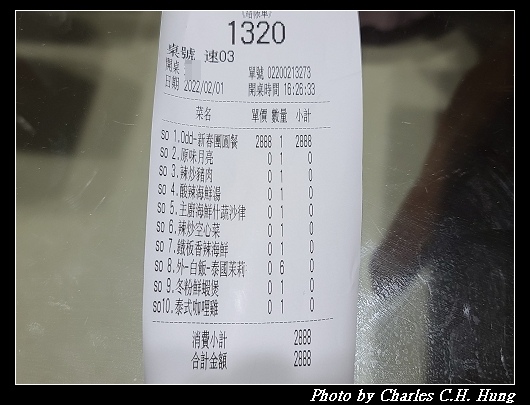 (結帳單)
1320
桌號 速03
開桌 單號 02200213273
日期 2022/02/01 開桌時間 16:26:33
菜名 單價 數量 小計
so 1.Odd-新春團圓餐 2888 1 2888
so 2.原味月亮 0 1 0
so 3.辣炒豬肉 0 1 0
so 4.酸辣海鮮湯 0 1 0
so 5.主廚海鮮什蔬沙律 0 1 0
so 6.辣炒空心菜 0 1 0
so 7.鐵板香辣海鮮 0 1 0
so 8.外-白飯-泰國茉莉 0 6 0
so 9.冬粉鮮蝦煲 0 1 0
so10.泰式咖哩雞 0 1 0
消費小計 2888
合計金額 2888
Photo by Charles C.H. Hung